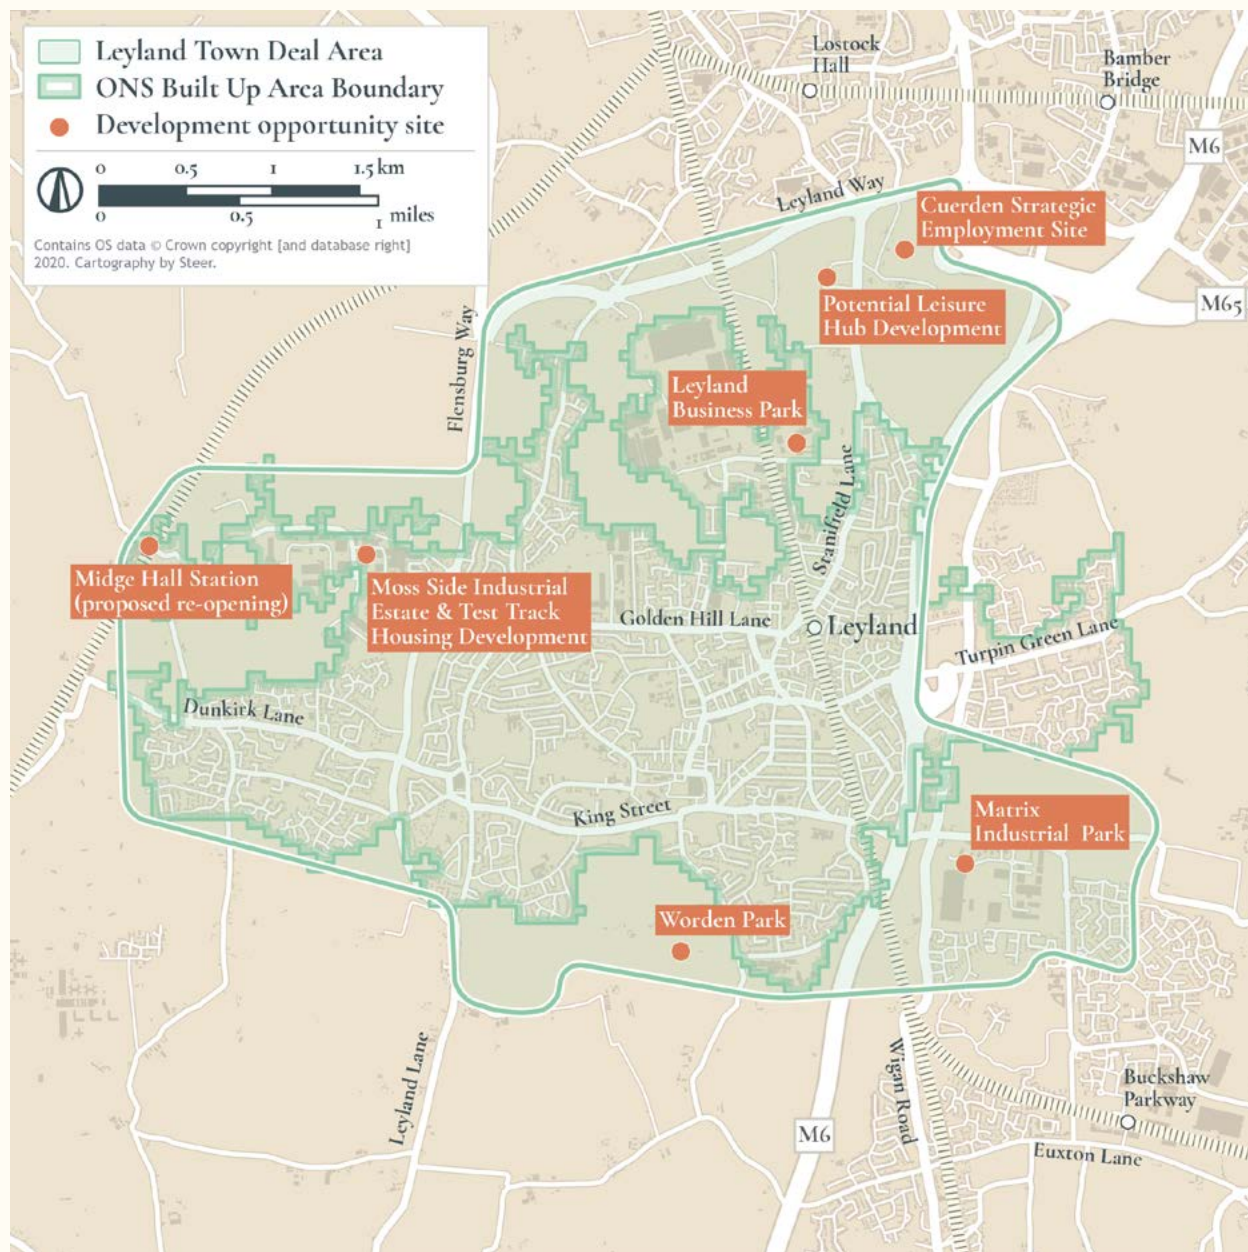 Leyland Town Deal Area
ONS Built Up Area Boundary
Development opportunity site
0 0.5 1 1.5 km
0 0.5 1 miles
Contains OS data © Crown copyright [and database right]
2020. Cartography by Steer.
Lostock
Hall
Bamber
Bridge
M6
Leyland Way
Cuerden Strategic
Employment Site
M65
Potential Leisure
Hub Development
Flensburg Way
Leyland
Business Park
Stanifield Lane
Midge Hall Station
(proposed re-opening)
Moss Side Industrial
Estate & Test Track
Housing Development
Golden Hill Lane
Leyland
Turpin Green Lane
Dunkirk Lane
King Street
Matrix
Industrial Park
Worden Park
Leyland Lane
Wigan Road
Buckshaw
Parkway
M6
Euxton Lane